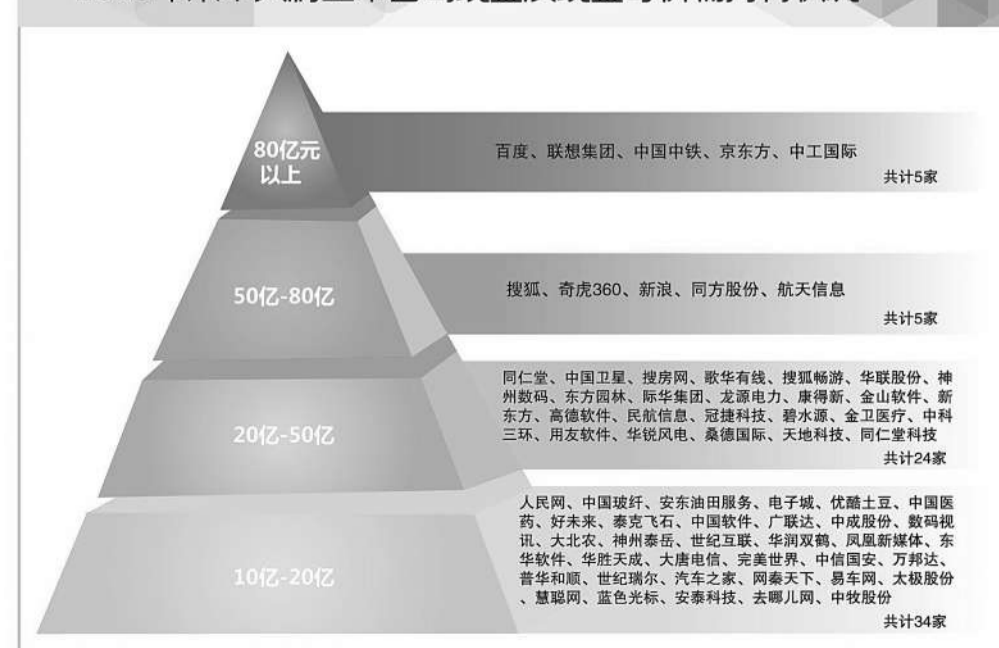 80亿元
以上
百度、联想集团、中国中铁、京东方、中工国际
共计5家
50亿-80亿
搜狐、奇虎360、新浪、同方股份、航天信息
共计5家
20亿-50亿
同仁堂、中国卫星、搜房网、歌华有线、搜狐畅游、华联股份、神
州数码、东方园林、际华集团、龙源电力、康得新、金山软件、新
东方、高德软件、民航信息、冠捷科技、碧水源、金卫医疗、中科
三环、用友软件、华锐风电、桑德国际、天地科技、同仁堂科技
共计24家
10亿-20亿
人民网、中国玻纤、安东油田服务、电子城、优酷土豆、中国医
药、好未来、泰克飞石、中国软件、广联达、中成股份、数码视
讯、大北农、神州泰岳、世纪互联、华润双鹤、凤凰新媒体、东
华软件、华胜天成、大唐电信、完美世界、中信国安、万邦达、
普华和顺、世纪瑞尔、汽车之家、网秦天下、易车网、太极股份
、慧聪网、蓝色光标、安泰科技、去哪儿网、中牧股份
共计34家